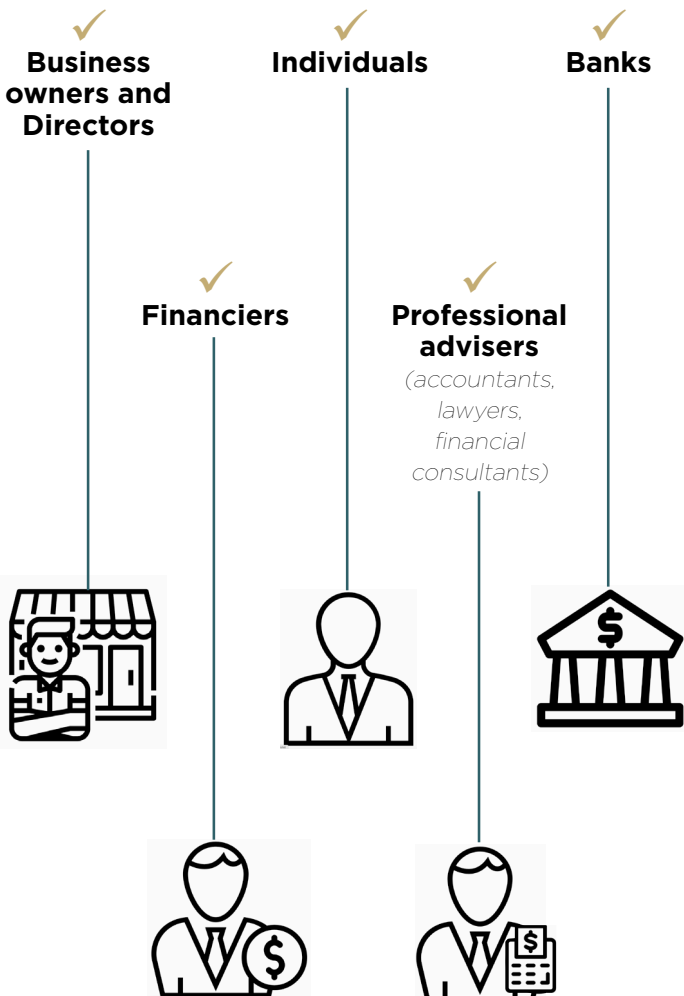 Business
owners and
Directors
Individuals
Banks
Financiers
Professional
advisers
(accountants,
lawyers,
financial
consultants)
$
$
$